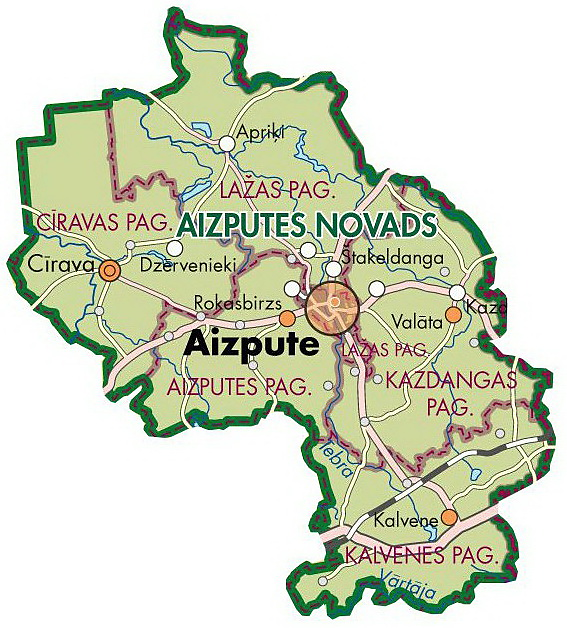 Apriķi
LAŽAS PAG.
CĪRAVAS PAG.
AIZPUTES NOVADS
Cīrava
Dzērvenieki
Štakeldanga
Rokasbirzs
Kazd
Valāta
Aizpute
LAŽAS PAG.
AIZPUTES PAG.
KAZDANGAS
PAG.
Tebra
Kalvene
KALVENES PAG.
Vārtāja